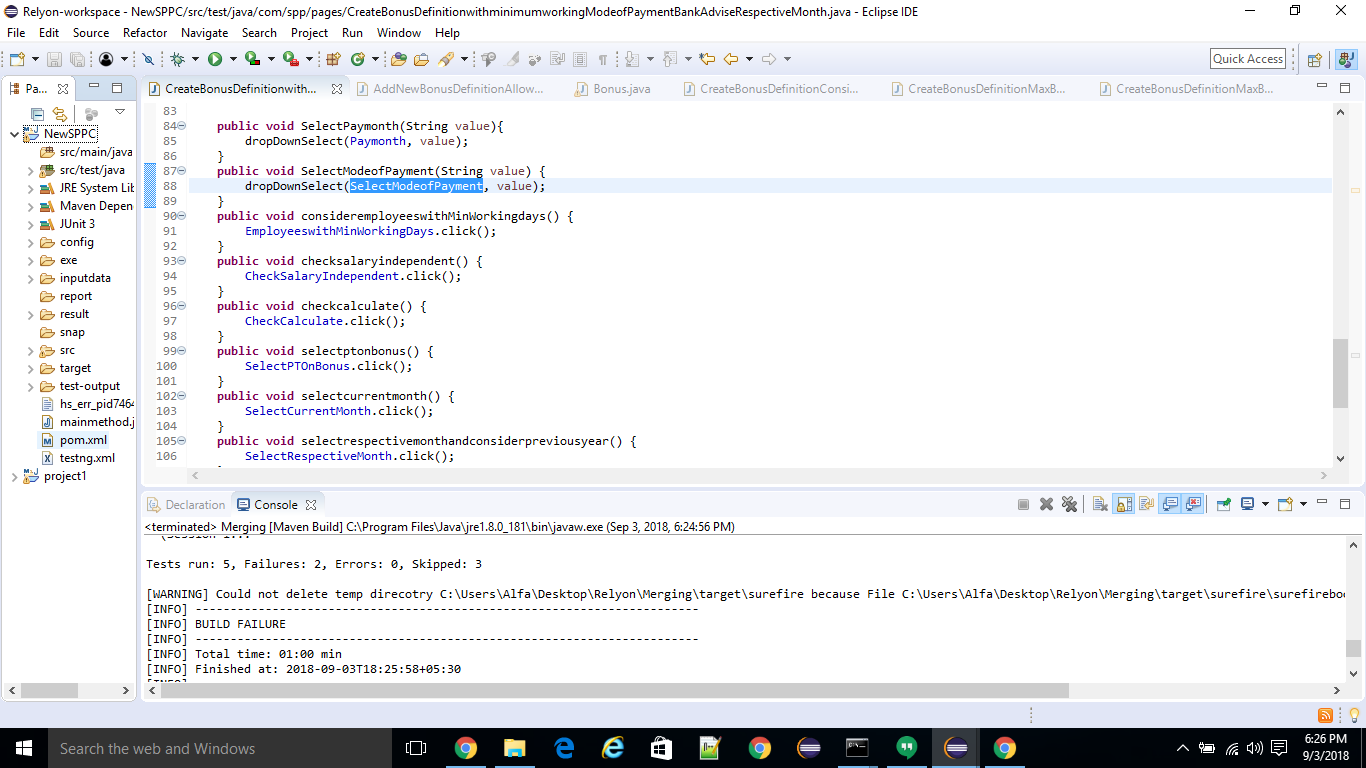 Relyon-workspace - NewSPPC/src/test/java/com/spp/pages/CreateBonusDefinitionwithminimumworkingModeofPaymentBankAdviseRespectiveMonth.java - Eclipse IDE
File Edit Source Refactor Navigate Search Project Run Window Help
Quick Access
Pa...
CreateBonusDefinitionwith... AddNewBonusDefinitionAllow... Bonus.java CreateBonusDefinitionConsi... CreateBonusDefinitionMaxB... CreateBonusDefinitionMaxB...
NewSPPC
src/main/java
src/test/java
JRE System Lib
Maven Depen
JUnit 3
config
exe
inputdata
report
result
snap
src
target
test-output
hs_err_pid7464
mainmethod.j
pom.xml
testng.xml
project1
83
84 public void SelectPaymonth(String value){
85 dropDownSelect(Paymonth, value);
86 }
87 public void SelectModeofPayment(String value) {
88 dropDownSelect(SelectModeofPayment, value);
89 }
90 public void consideremployeeswithMinWorkingdays() {
91 EmployeeswithMinWorkingDays.click();
92 }
93 public void checksalaryindependent() {
94 CheckSalaryIndependent.click();
95 }
96 public void checkcalculate() {
97 CheckCalculate.click();
98 }
99 public void selectptonbonus() {
100 SelectPTOnBonus.click();
101 }
102 public void selectcurrentmonth() {
103 SelectCurrentMonth.click();
104 }
105 public void selectrespectivemonthandconsiderpreviousyear() {
106 SelectRespectiveMonth.click();
Declaration Console
<terminated> Merging [Maven Build] C:\Program Files\Java\jre1.8.0_181\bin\javaw.exe (Sep 3, 2018, 6:24:56 PM)
Tests run: 5, Failures: 2, Errors: 0, Skipped: 3
[WARNING] Could not delete temp direcotry C:\Users\Alfa\Desktop\Relyon\Merging\target\surefire because File C:\Users\Alfa\Desktop\Relyon\Merging\target\surefire\surefireboo
[INFO] ------------------------------------------------------------------------
[INFO] BUILD FAILURE
[INFO] ------------------------------------------------------------------------
[INFO] Total time: 01:00 min
[INFO] Finished at: 2018-09-03T18:25:58+05:30
Search the web and Windows
6:26 PM
9/3/2018